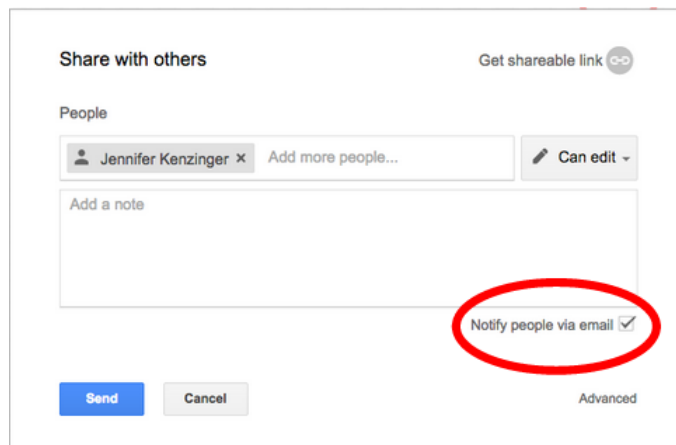 Share with others
Get shareable link
People
Jennifer Kenzinger × Add more people... Can edit
Add a note
Notify people via email
Send Cancel Advanced